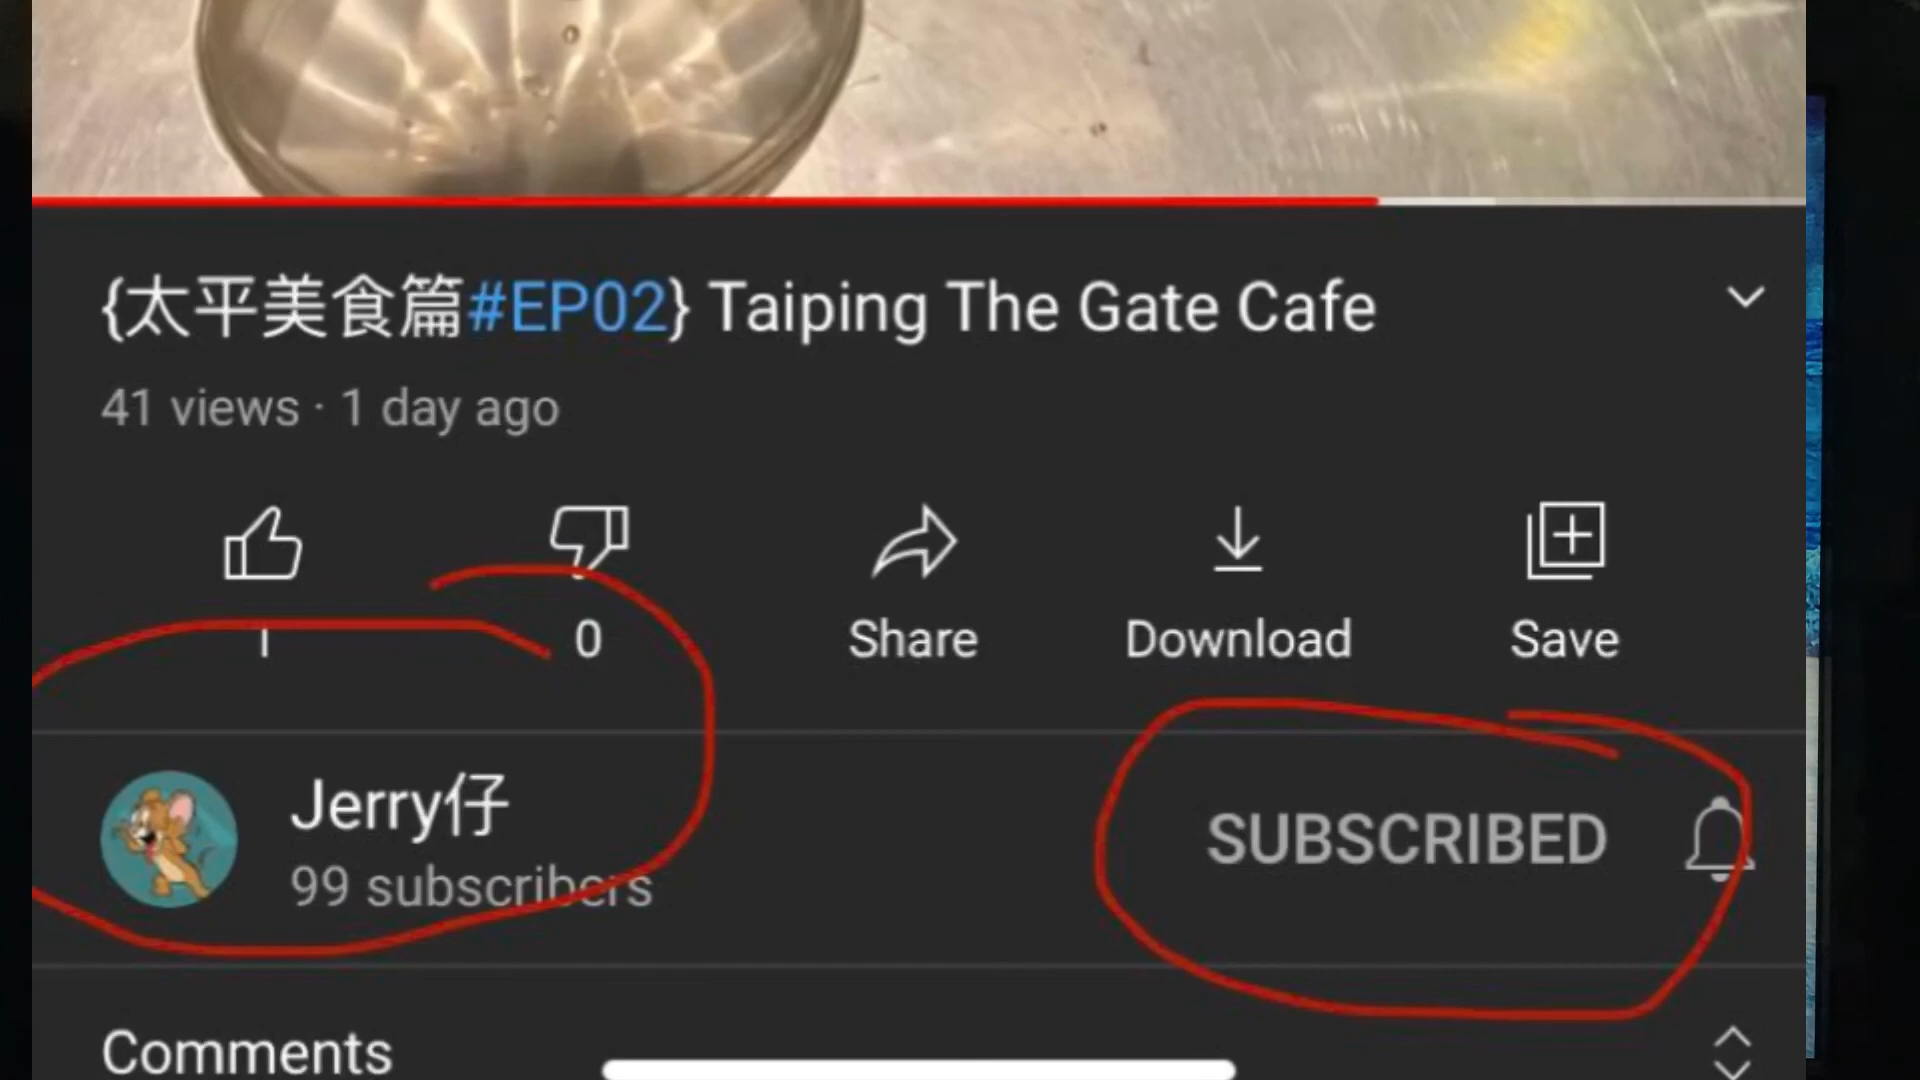 {太平美食篇#EP02} Taiping The Gate Cafe
41 views · 1 day ago
1
0
Share
Download
Save
Jerry仔
99 subscribers
SUBSCRIBED
Comments